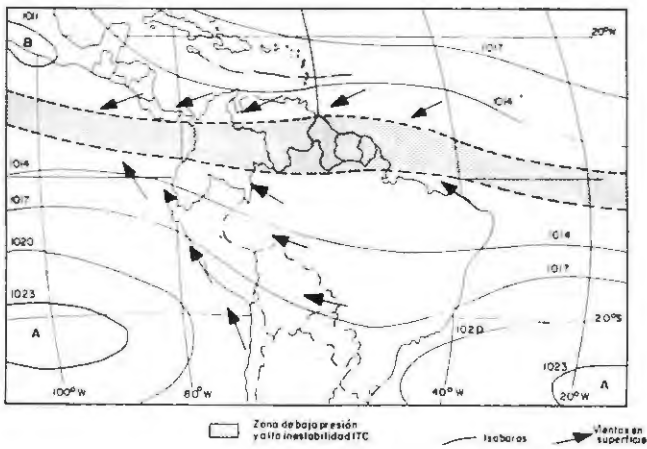 1011
B
20°W
1017
1014
1014
1017
1020
1023
A
1014
1017
1020
1023
A
20°S
100°W
80°W
40°W
20°W
Zona de baja presión
y alta inestabilidad ITC
Isobaras
Vientos en
superficie